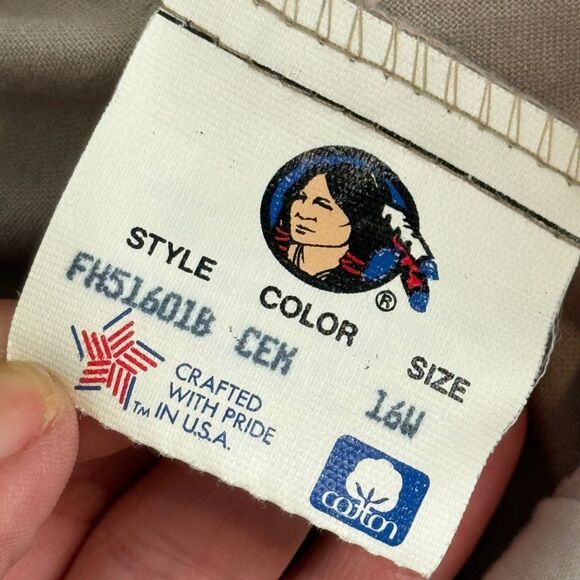 STYLE COLOR SIZE
FH51601B CEM 16W
®
CRAFTED
WITH PRIDE
TM IN U.S.A.
cotton